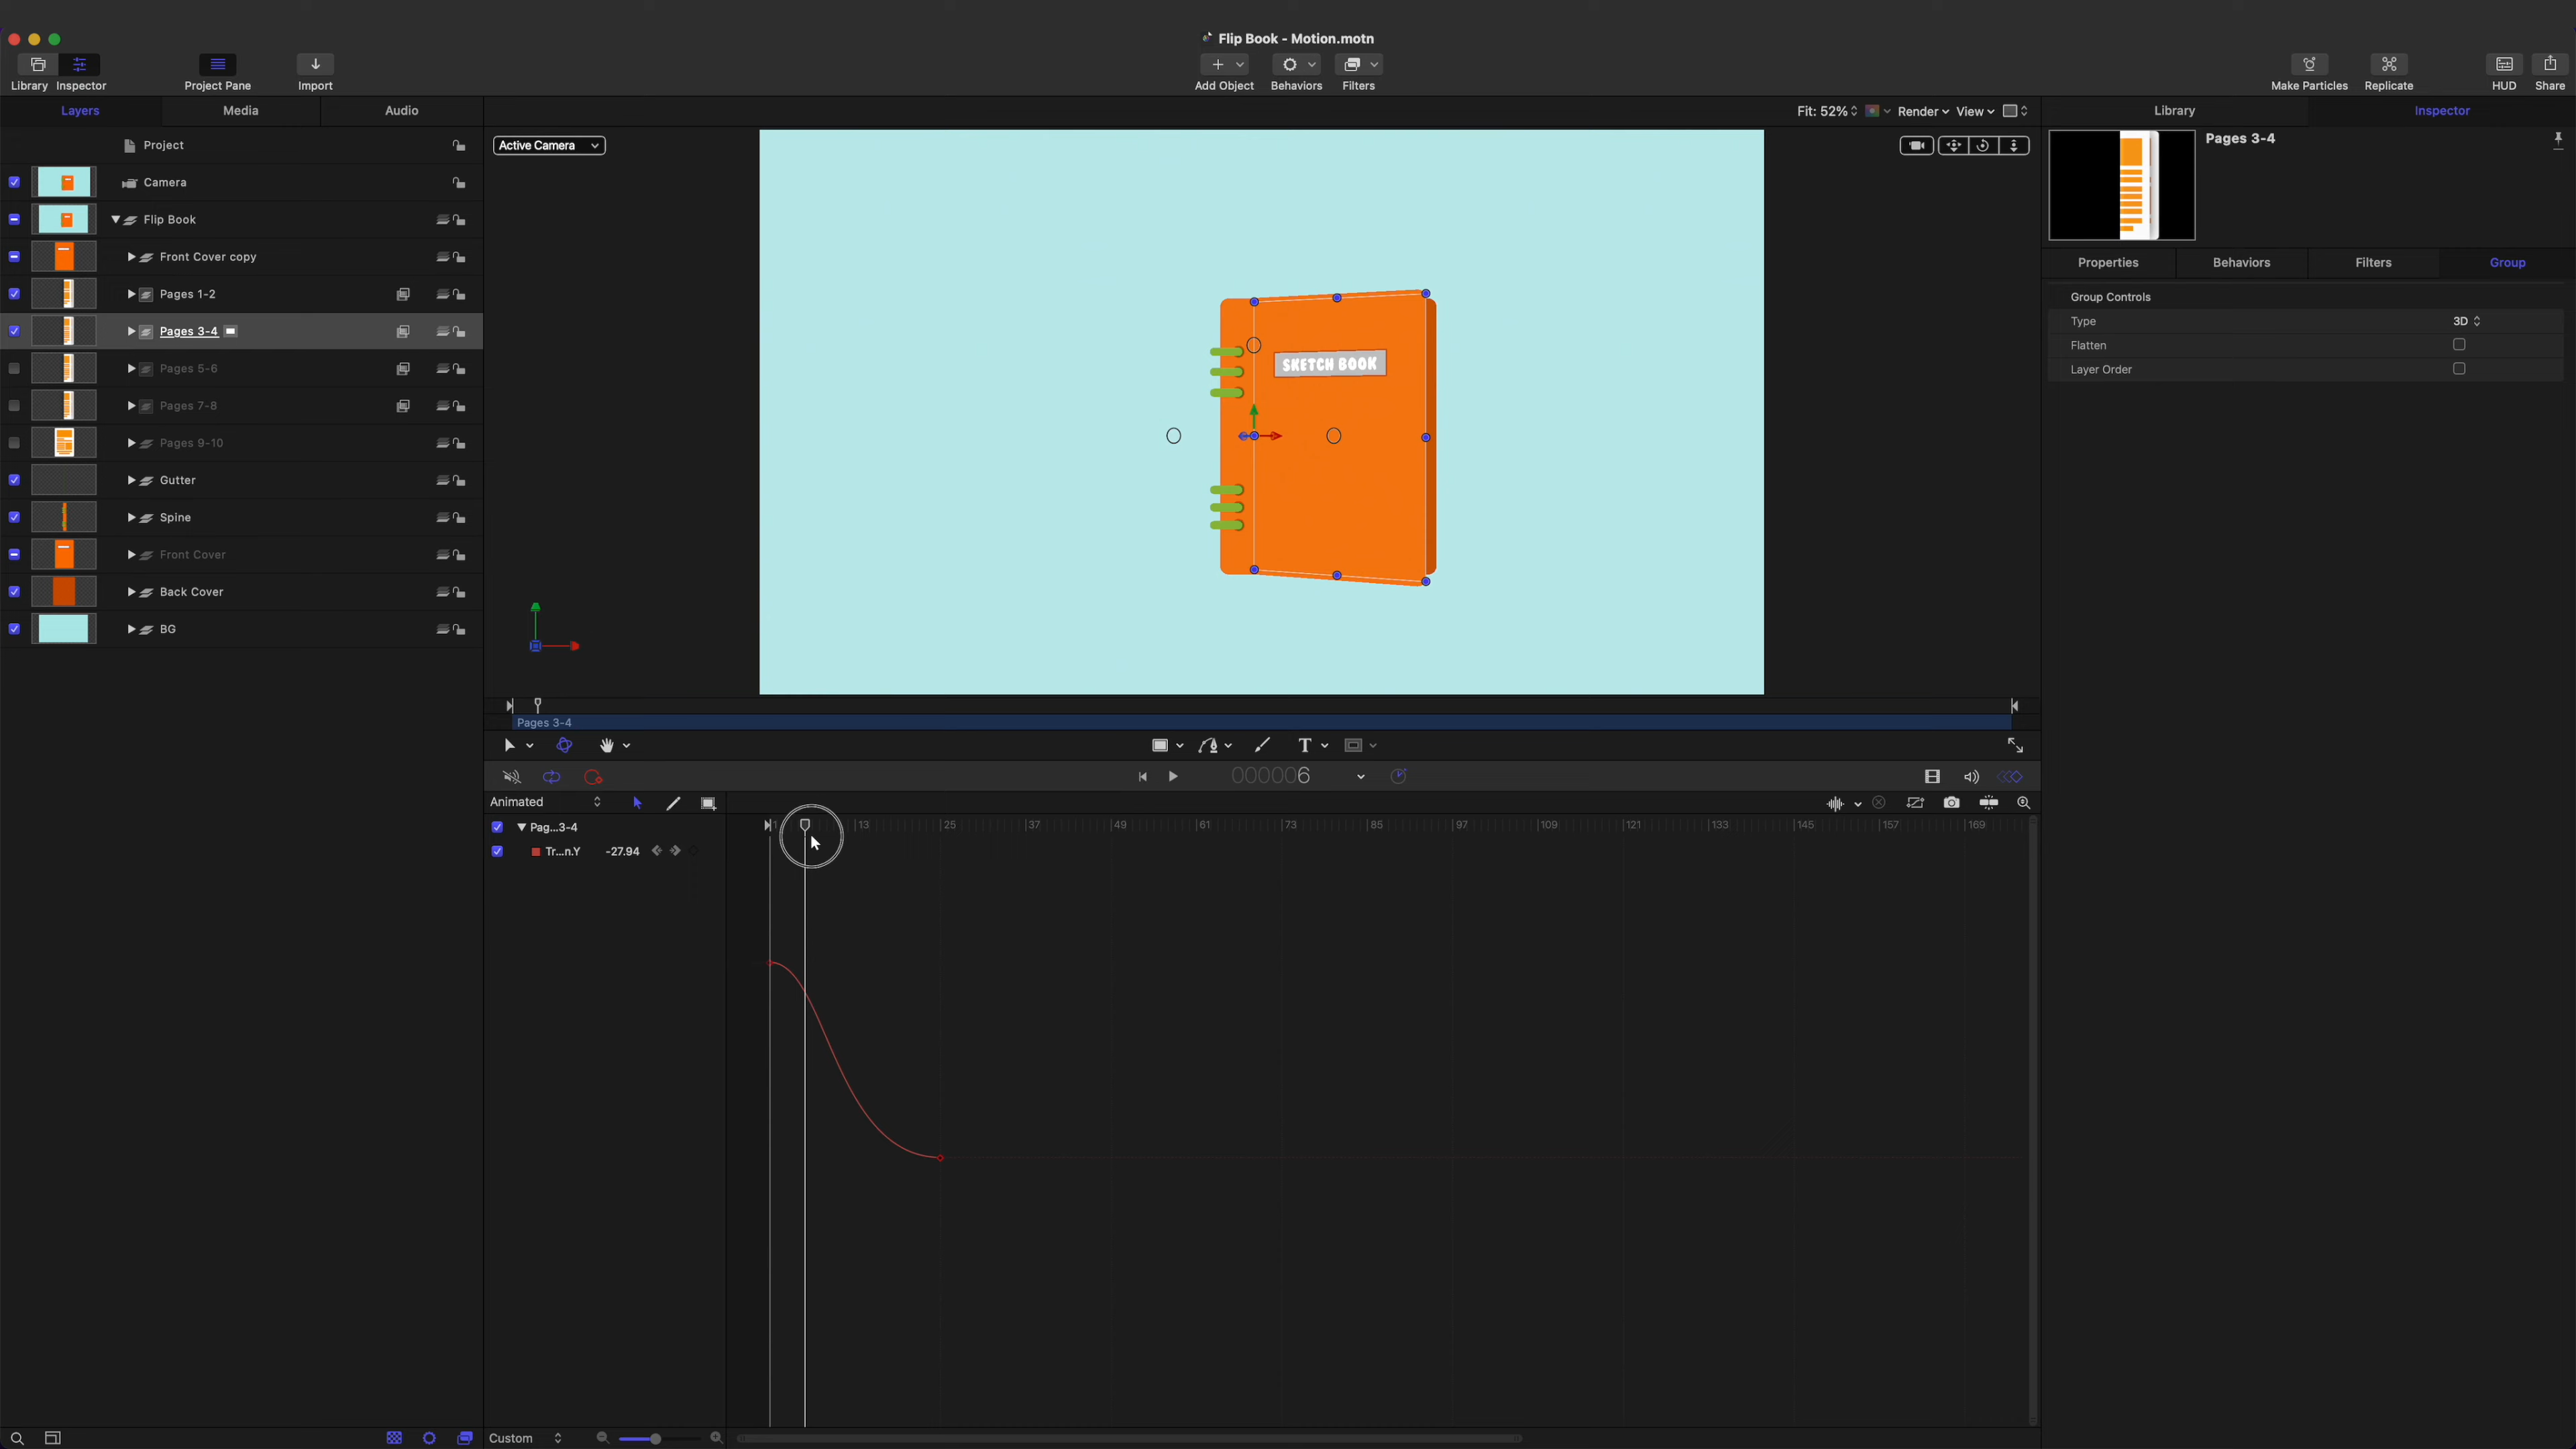 Flip Book - Motion.motn
Library Inspector Project Pane Import Add Object Behaviors Filters Make Particles Replicate HUD Share
Layers Media Audio
Fit: 52% Render View
Library Inspector
Active Camera
Pages 3-4
Project
Camera
Flip Book
Front Cover copy
Pages 1-2
Pages 3-4
Pages 5-6
Pages 7-8
Pages 9-10
Gutter
Spine
Front Cover
Back Cover
BG
SKETCH BOOK
Properties Behaviors Filters Group
Group Controls
Type 3D
Flatten
Layer Order
Pages 3-4
T
000006
Animated
1 13 25 37 49 61 73 85 97 109 121 133 145 157 169
Pag...3-4
Tr...n.Y -27.94
Custom